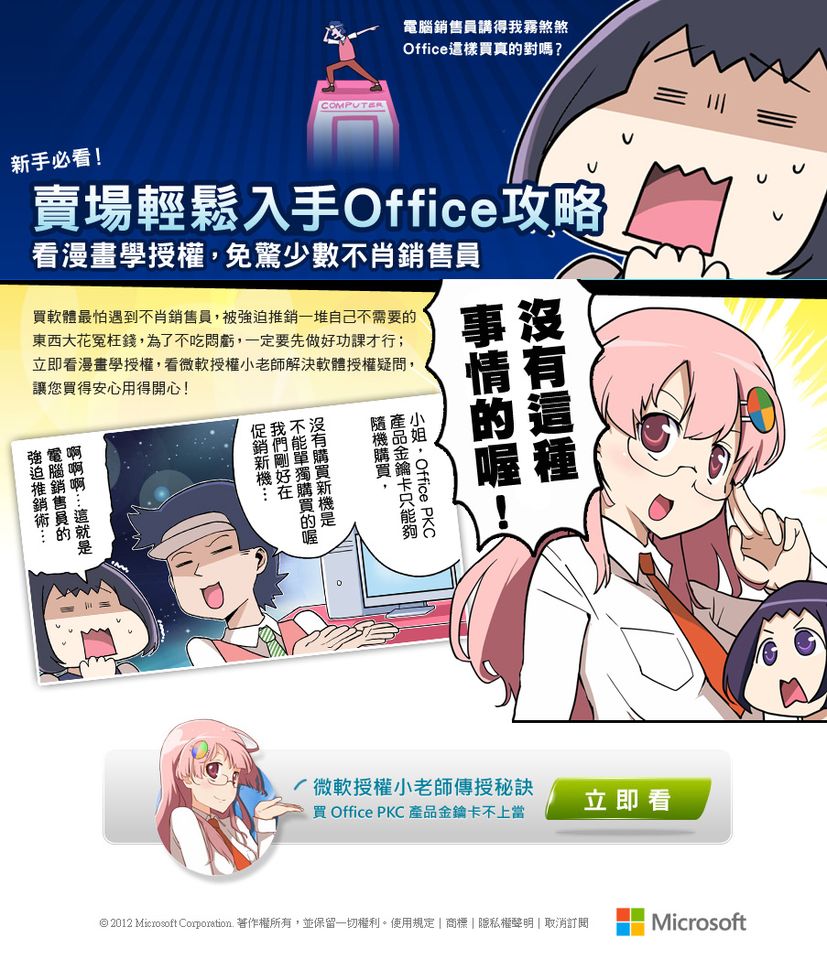 電腦銷售員講得我霧煞煞
Office這樣買真的對嗎？
COMPUTER
新手必看！
賣場輕鬆入手Office攻略
看漫畫學授權，免驚少數不肖銷售員
買軟體最怕遇到不肖銷售員，被強迫推銷一堆自己不需要的
東西大花冤枉錢，為了不吃悶虧，一定要先做好功課才行；
立即看漫畫學授權，看微軟授權小老師解決軟體授權疑問，
讓您買得安心用得開心！
沒有這種
事情的喔！
小姐，Office PKC
產品金鑰卡只能夠
隨機購買，
沒有購買新機是
不能單獨購買的喔
我們剛好在
促銷新機…
啊啊啊…這就是
電腦銷售員的
強迫推銷術…
微軟授權小老師傳授秘訣
買 Office PKC 產品金鑰卡不上當
立即看
© 2012 Microsoft Corporation. 著作權所有，並保留一切權利。使用規定 | 商標 | 隱私權聲明 | 取消訂閱
Microsoft